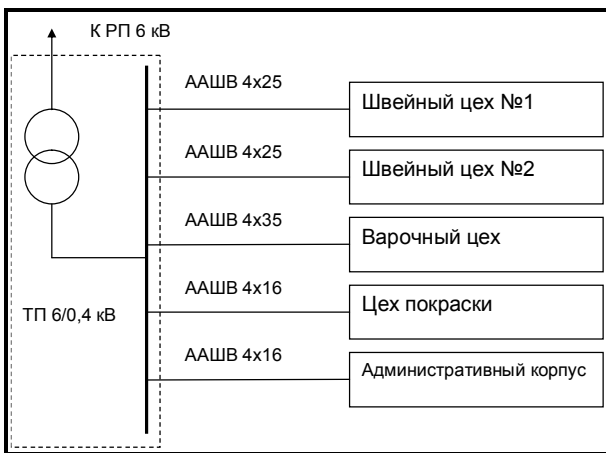 К РП 6 кВ
ААШВ 4х25
Швейный цех №1
ААШВ 4х25
Швейный цех №2
ААШВ 4х35
Варочный цех
ААШВ 4х16
Цех покраски
ТП 6/0,4 кВ
ААШВ 4х16
Административный корпус